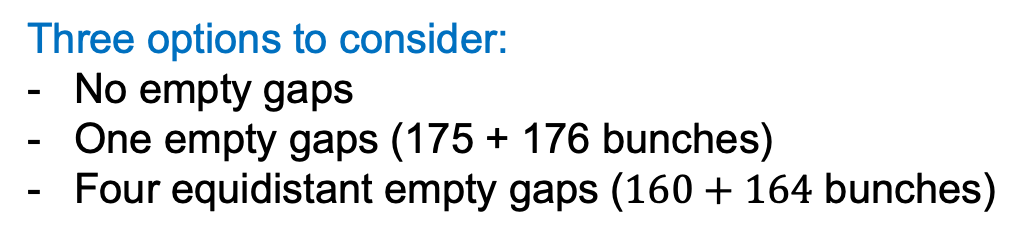 Three options to consider:
- No empty gaps
- One empty gaps (175 + 176 bunches)
- Four equidistant empty gaps (160 + 164 bunches)